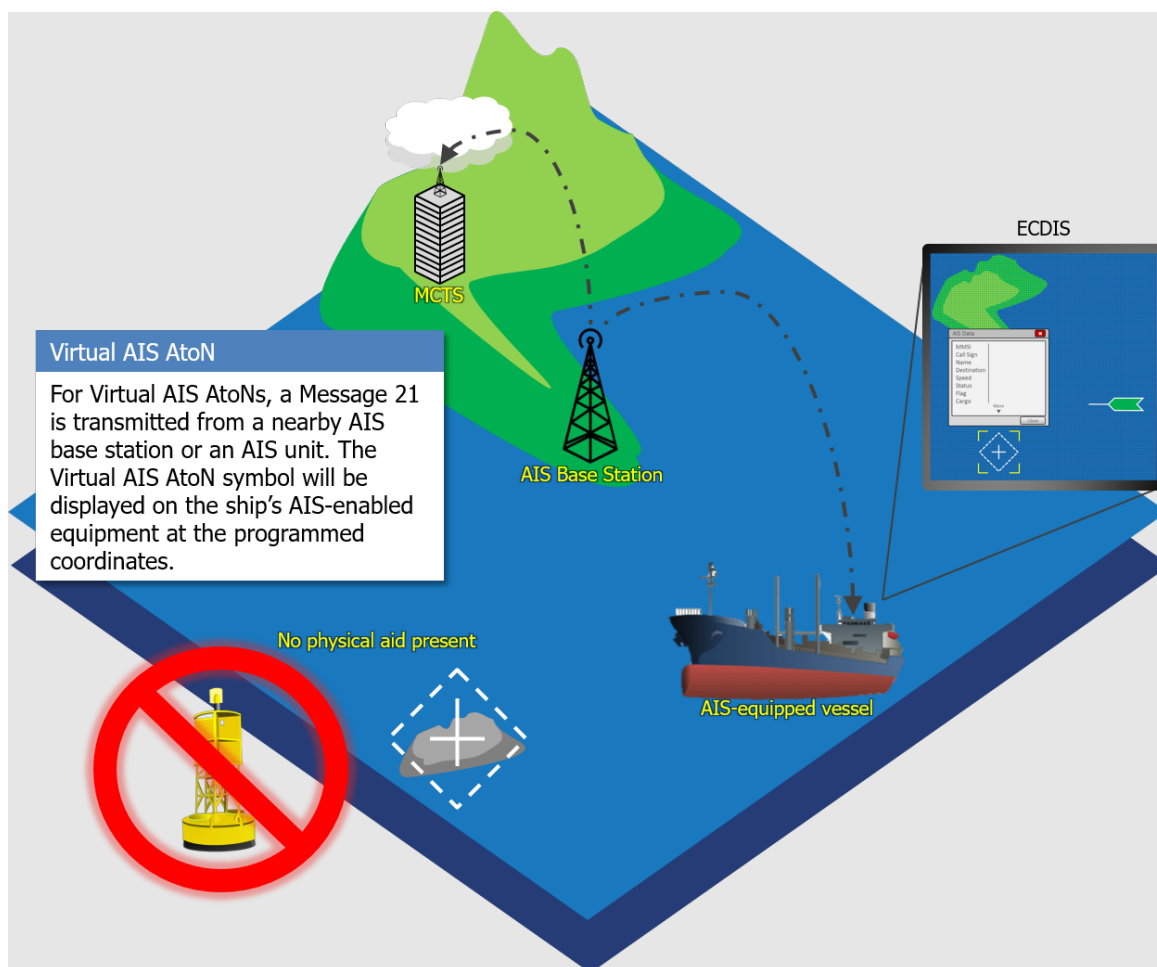 ECDIS
MCTS
AIS Data
MMSI
Call Sign
Name
Destination
Speed
Status
Flag
Cargo
More
Close
Virtual AIS AtoN
For Virtual AIS AtoNs, a Message 21
is transmitted from a nearby AIS
base station or an AIS unit. The
Virtual AIS AtoN symbol will be
displayed on the ship’s AIS-enabled
equipment at the programmed
coordinates.
AIS Base Station
No physical aid present
AIS-equipped vessel